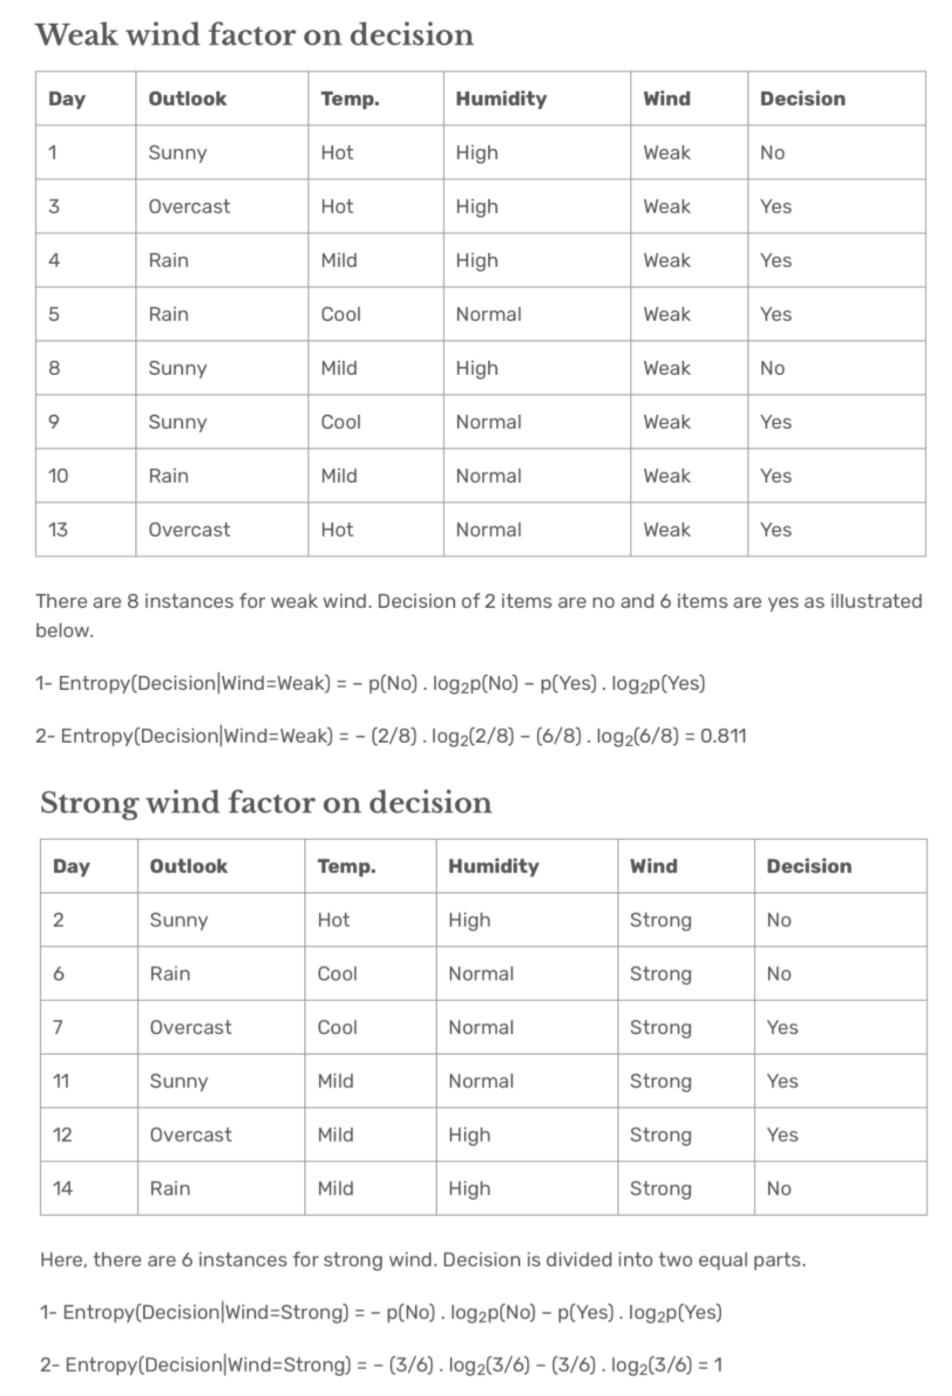 Weak wind factor on decision
Day Outlook Temp. Humidity Wind Decision
1 Sunny Hot High Weak No
3 Overcast Hot High Weak Yes
4 Rain Mild High Weak Yes
5 Rain Cool Normal Weak Yes
8 Sunny Mild High Weak No
9 Sunny Cool Normal Weak Yes
10 Rain Mild Normal Weak Yes
13 Overcast Hot Normal Weak Yes
There are 8 instances for weak wind. Decision of 2 items are no and 6 items are yes as illustrated
below.
1- Entropy(Decision|Wind=Weak) = – p(No) . log₂p(No) – p(Yes) . log₂p(Yes)
2- Entropy(Decision|Wind=Weak) = – (2/8) . log₂(2/8) – (6/8) . log₂(6/8) = 0.811
Strong wind factor on decision
Day Outlook Temp. Humidity Wind Decision
2 Sunny Hot High Strong No
6 Rain Cool Normal Strong No
7 Overcast Cool Normal Strong Yes
11 Sunny Mild Normal Strong Yes
12 Overcast Mild High Strong Yes
14 Rain Mild High Strong No
Here, there are 6 instances for strong wind. Decision is divided into two equal parts.
1- Entropy(Decision|Wind=Strong) = – p(No) . log₂p(No) – p(Yes) . log₂p(Yes)
2- Entropy(Decision|Wind=Strong) = – (3/6) . log₂(3/6) – (3/6) . log₂(3/6) = 1